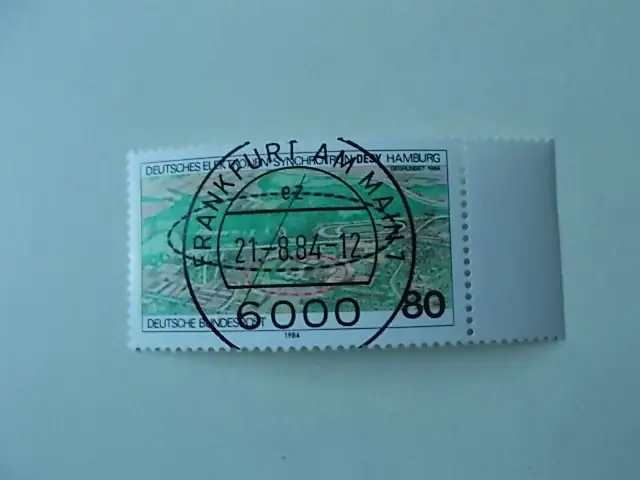 DEUTSCHES ELEKTRONEN-SYNCHROTRON DESY HAMBURG
GEGRÜNDET 1959
FRANKFURT AM MAIN 1
ez
21.-8.84-12
6000
80
DEUTSCHE BUNDESPOST
1984